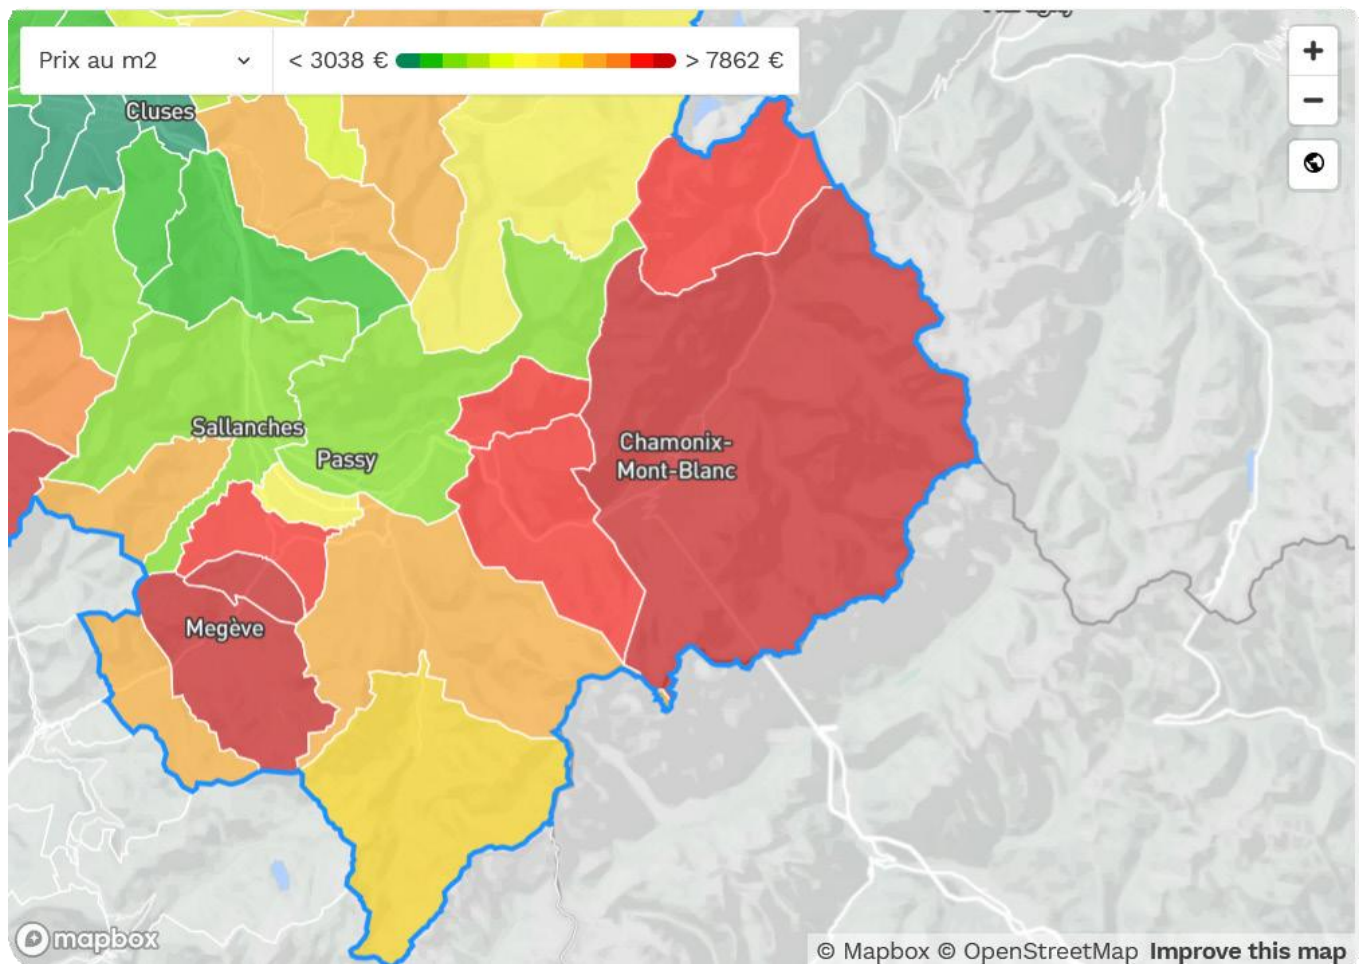 Prix au m2
< 3038 €
> 7862 €
Cluses
Sallanches
Passy
Chamonix-
Mont-Blanc
Megève
mapbox
© Mapbox © OpenStreetMap Improve this map